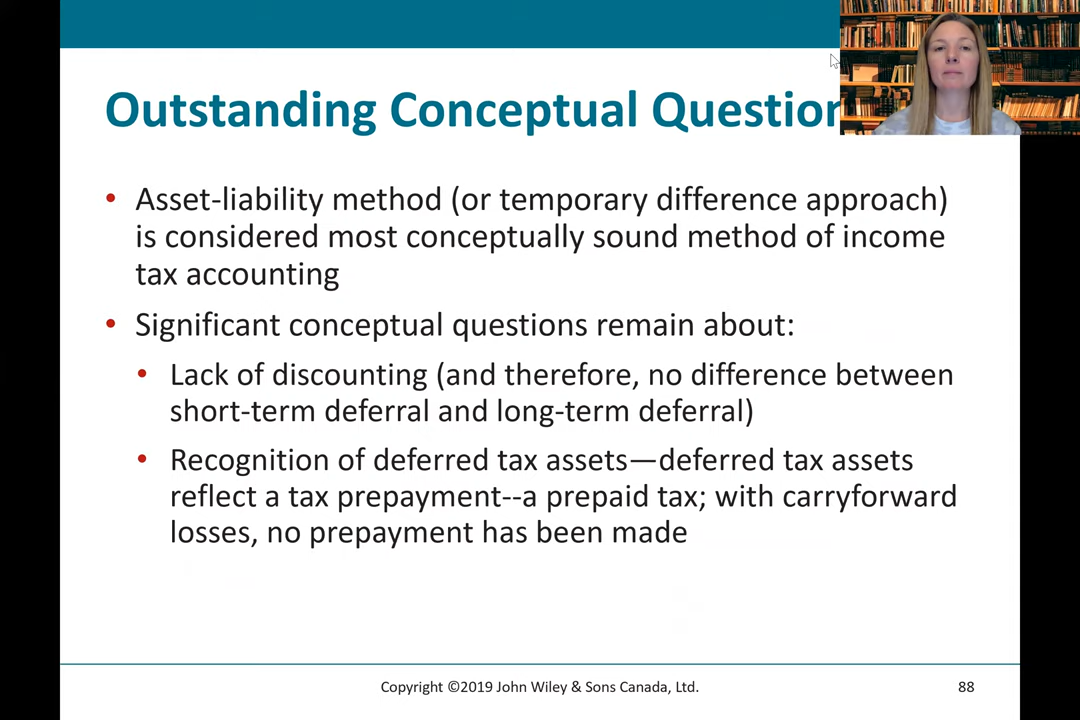 Outstanding Conceptual Question
• Asset-liability method (or temporary difference approach)
is considered most conceptually sound method of income
tax accounting
• Significant conceptual questions remain about:
• Lack of discounting (and therefore, no difference between
short-term deferral and long-term deferral)
• Recognition of deferred tax assets—deferred tax assets
reflect a tax prepayment--a prepaid tax; with carryforward
losses, no prepayment has been made
Copyright ©2019 John Wiley & Sons Canada, Ltd.
88